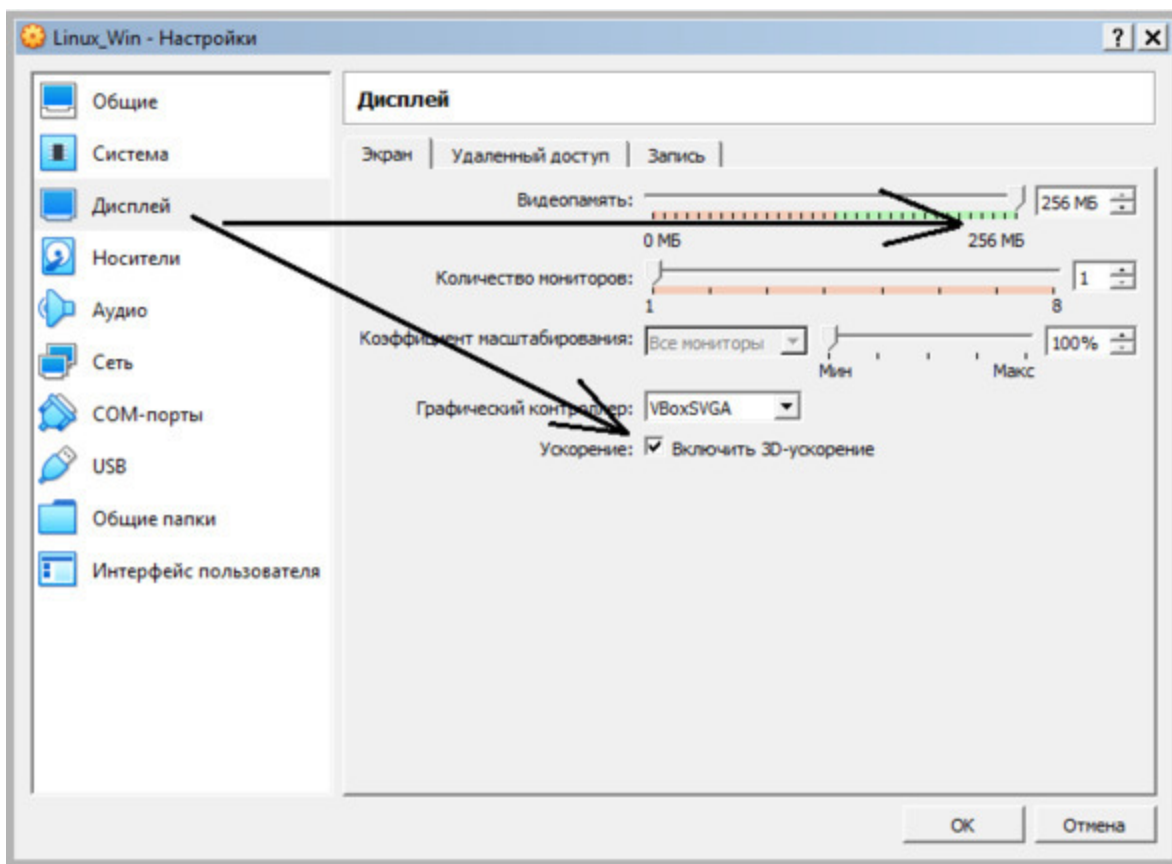 Linux_Win - Настройки
Общие
Система
Дисплей
Носители
Аудио
Сеть
COM-порты
USB
Общие папки
Интерфейс пользователя
Дисплей
Экран Удаленный доступ Запись
Видеопамять: 256 МБ
0 МБ 256 МБ
Количество мониторов: 1
1 8
Коэффициент масштабирования: Все мониторы 100%
Мин Макс
Графический контроллер: VBoxSVGA
Ускорение: Включить 3D-ускорение
OK Отмена